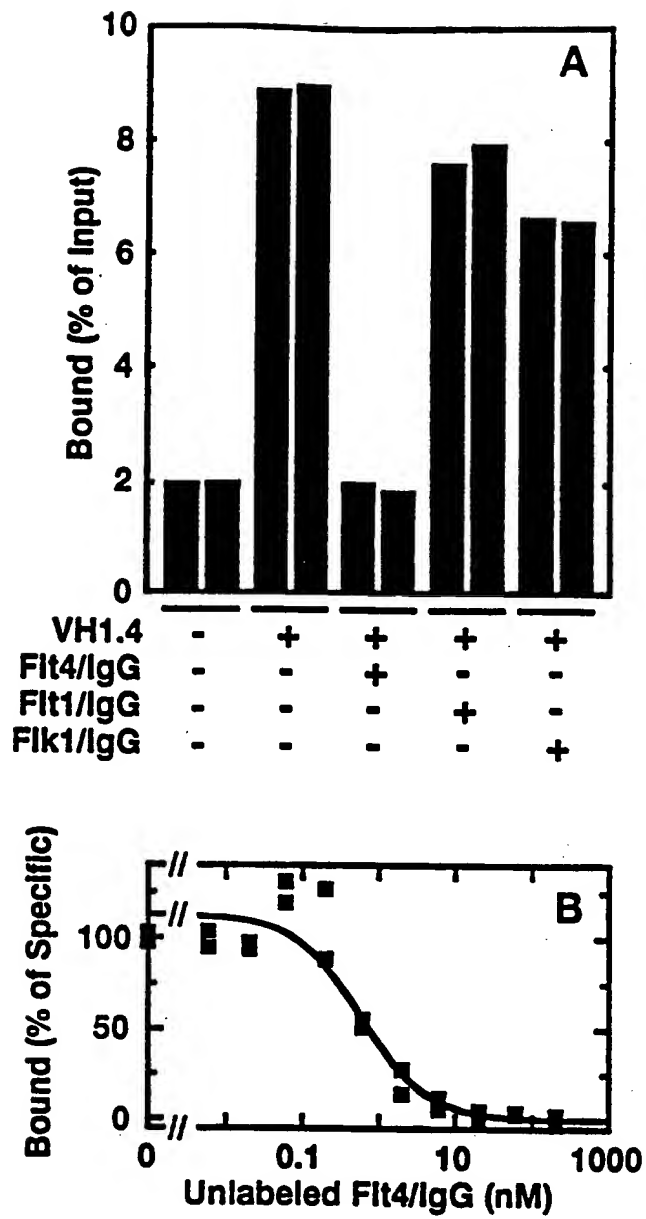 A
Bound (% of Input)
10
8
6
4
2
0
VH1.4 - + + + +
Flt4/IgG - - + - -
Flt1/IgG - - - + -
Flk1/IgG - - - - +
B
Bound (% of Specific)
100
50
0
0 0.1 10 1000
Unlabeled Flt4/IgG (nM)